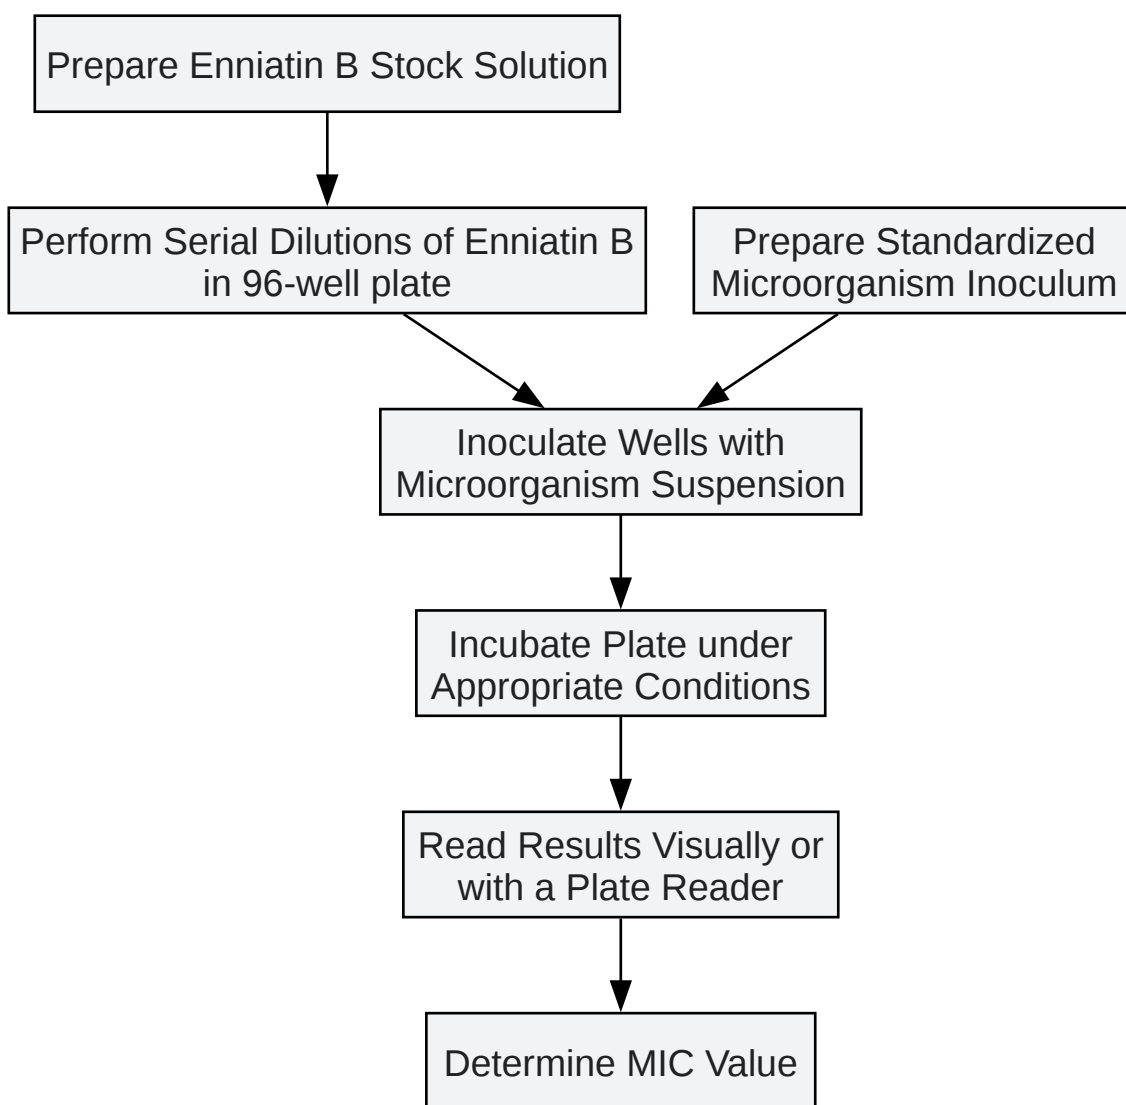 Prepare Enniatin B Stock Solution
Perform Serial Dilutions of Enniatin B
in 96-well plate
Prepare Standardized
Microorganism Inoculum
Inoculate Wells with
Microorganism Suspension
Incubate Plate under
Appropriate Conditions
Read Results Visually or
with a Plate Reader
Determine MIC Value